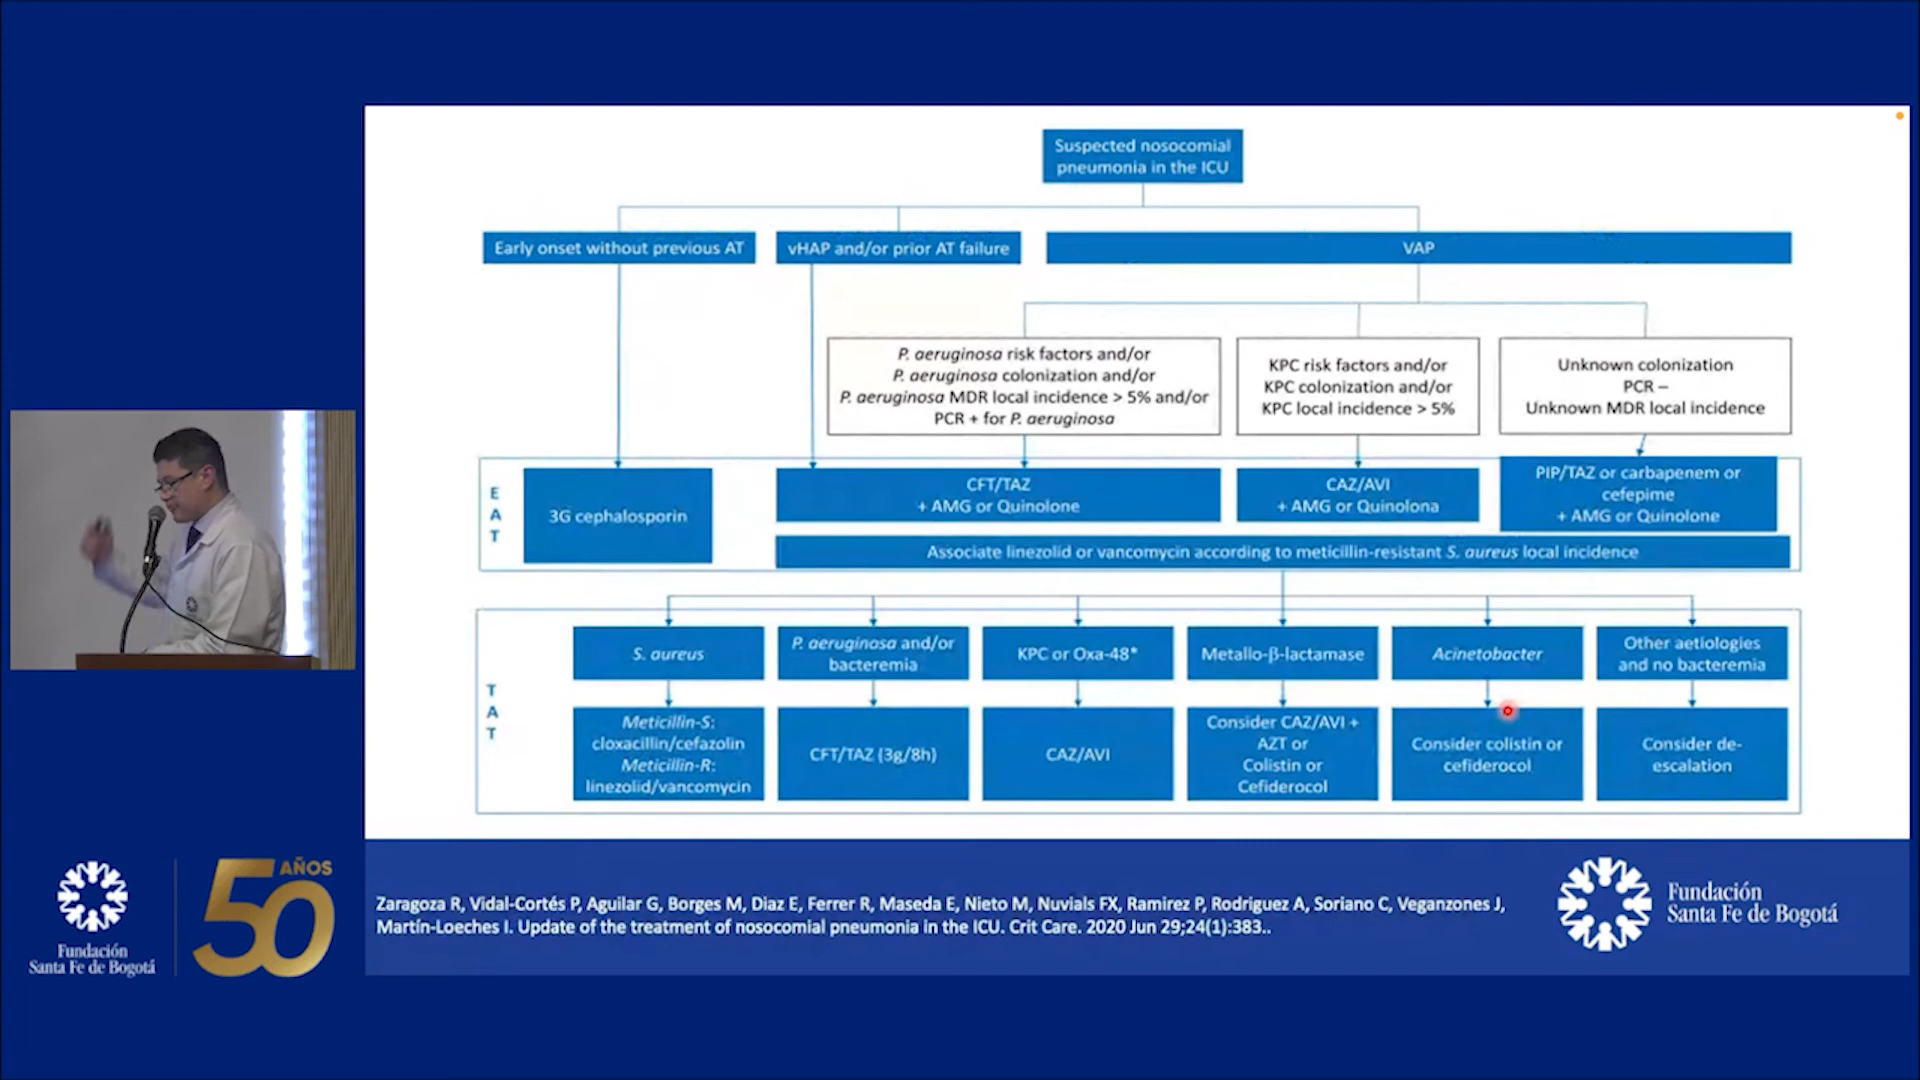 Suspected nosocomial
pneumonia in the ICU
Early onset without previous AT
vHAP and/or prior AT failure
VAP
P. aeruginosa risk factors and/or
P. aeruginosa colonization and/or
P. aeruginosa MDR local incidence > 5% and/or
PCR + for P. aeruginosa
KPC risk factors and/or
KPC colonization and/or
KPC local incidence > 5%
Unknown colonization
PCR –
Unknown MDR local incidence
E
A
T
3G cephalosporin
CFT/TAZ
+ AMG or Quinolone
CAZ/AVI
+ AMG or Quinolona
PIP/TAZ or carbapenem or
cefepime
+ AMG or Quinolone
Associate linezolid or vancomycin according to meticillin-resistant S. aureus local incidence
T
A
T
S. aureus
P. aeruginosa and/or
bacteremia
KPC or Oxa-48*
Metallo-β-lactamase
Acinetobacter
Other aetiologies
and no bacteremia
Meticillin-S:
cloxacillin/cefazolin
Meticillin-R:
linezolid/vancomycin
CFT/TAZ (3g/8h)
CAZ/AVI
Consider CAZ/AVI +
AZT or
Colistin or
Cefiderocol
Consider colistin or
cefiderocol
Consider de-
escalation
Fundación
Santa Fe de Bogotá
50 AÑOS
Zaragoza R, Vidal-Cortés P, Aguilar G, Borges M, Diaz E, Ferrer R, Maseda E, Nieto M, Nuvials FX, Ramirez P, Rodriguez A, Soriano C, Veganzones J,
Martín-Loeches I. Update of the treatment of nosocomial pneumonia in the ICU. Crit Care. 2020 Jun 29;24(1):383..
Fundación
Santa Fe de Bogotá